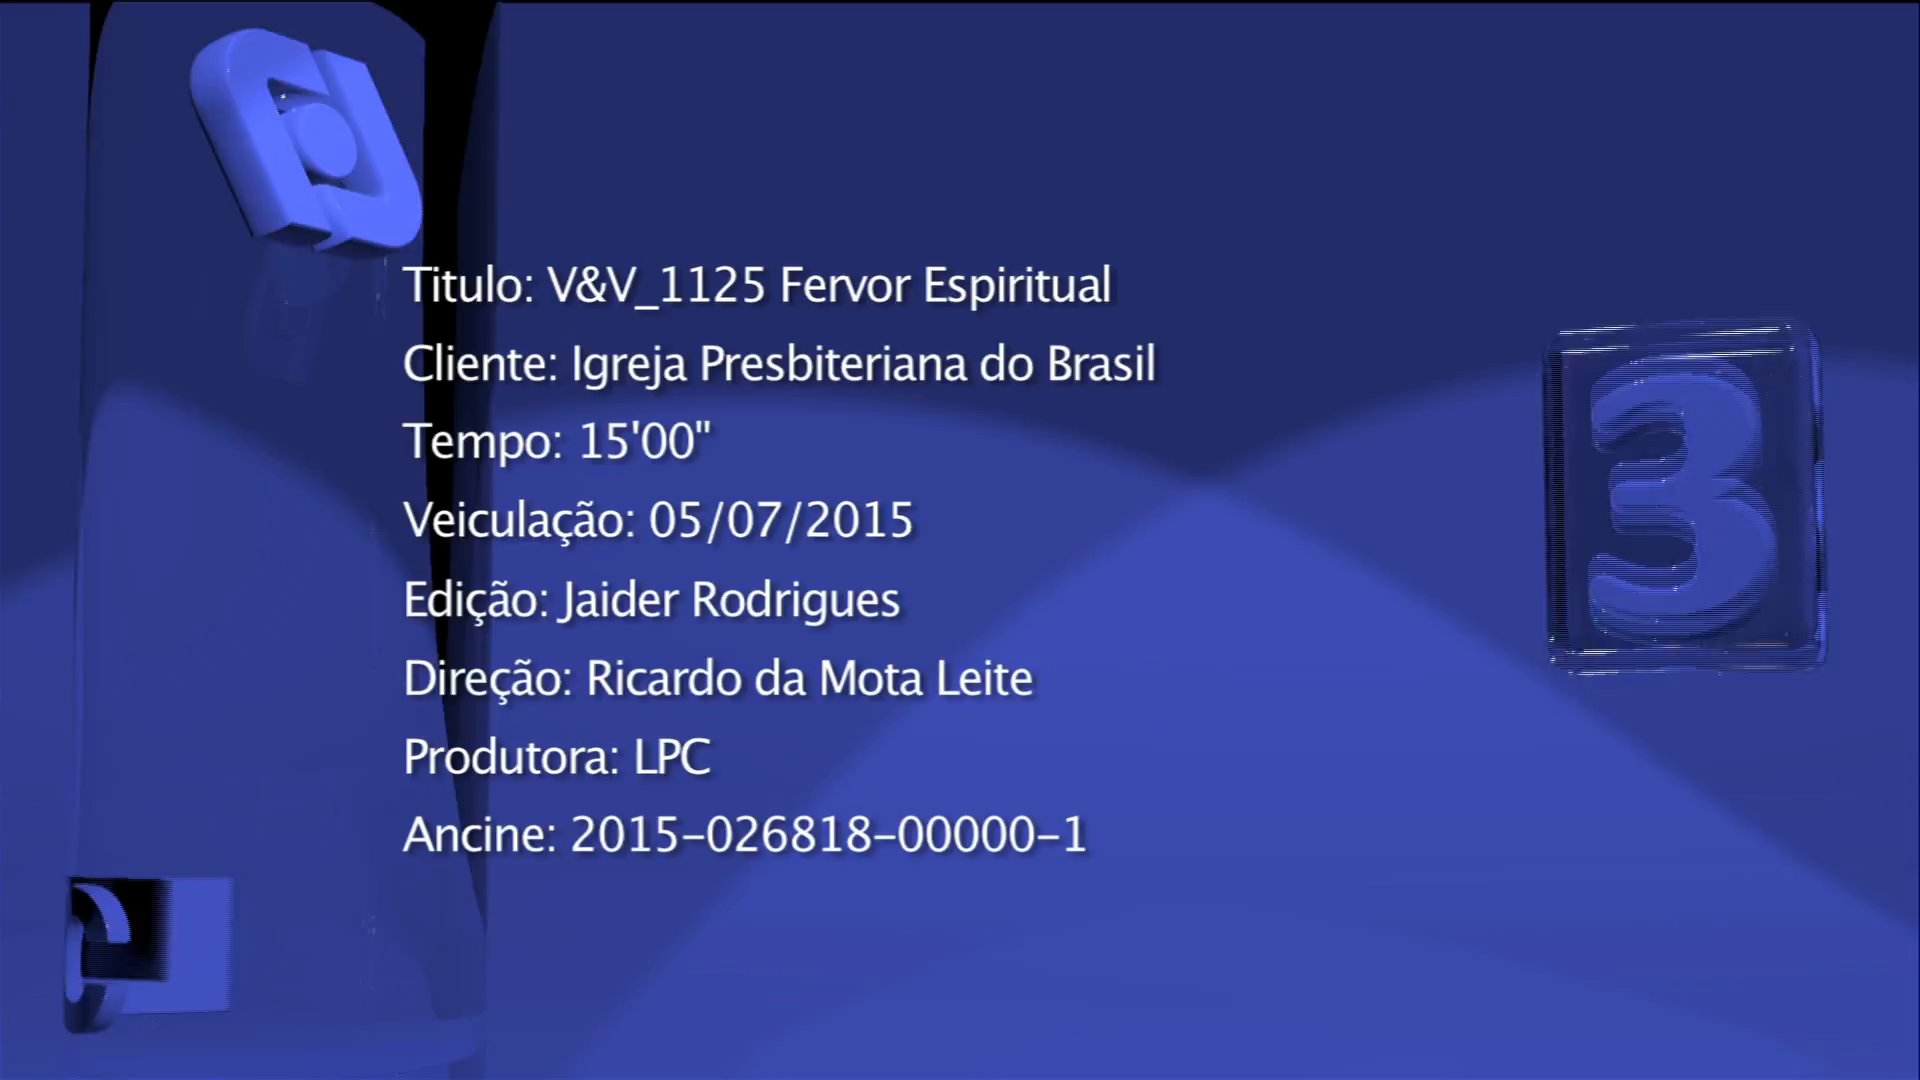 Titulo: V&V_1125 Fervor Espiritual
Cliente: Igreja Presbiteriana do Brasil
Tempo: 15'00"
Veiculação: 05/07/2015
Edição: Jaider Rodrigues
Direção: Ricardo da Mota Leite
Produtora: LPC
Ancine: 2015-026818-00000-1
3